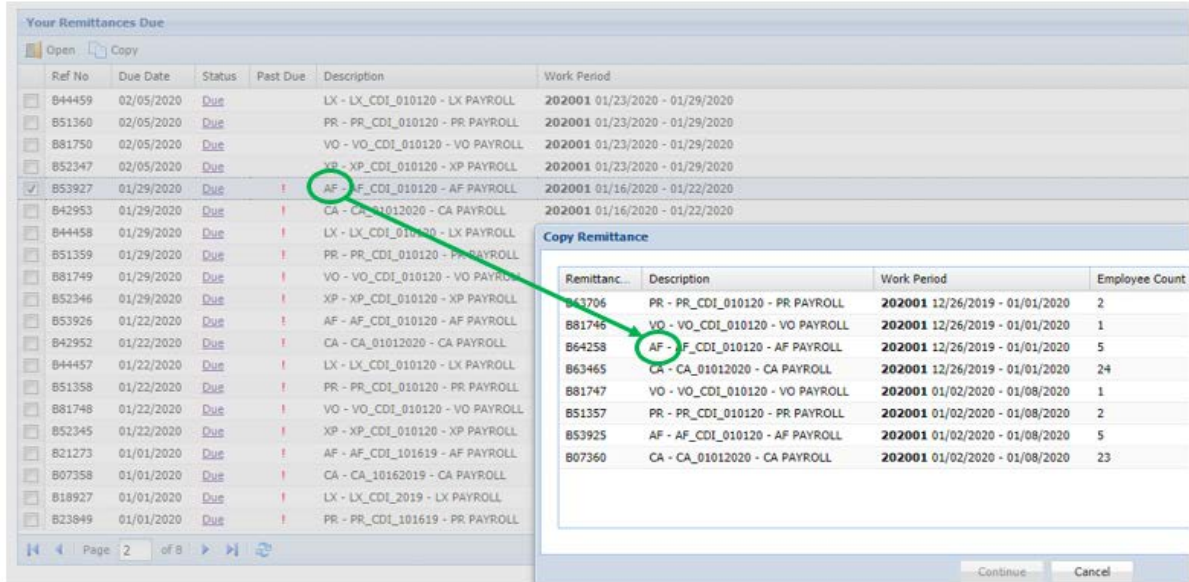 Your Remittances Due
Open Copy
Ref No Due Date Status Past Due Description Work Period
B44459 02/05/2020 Due LX - LX_CDI_010120 - LX PAYROLL 202001 01/23/2020 - 01/29/2020
B51360 02/05/2020 Due PR - PR_CDI_010120 - PR PAYROLL 202001 01/23/2020 - 01/29/2020
B81750 02/05/2020 Due VO - VO_CDI_010120 - VO PAYROLL 202001 01/23/2020 - 01/29/2020
B52347 02/05/2020 Due XP - XP_CDI_010120 - XP PAYROLL 202001 01/23/2020 - 01/29/2020
B53927 01/29/2020 Due ! AF - AF_CDI_010120 - AF PAYROLL 202001 01/16/2020 - 01/22/2020
B42953 01/29/2020 Due ! CA - CA_01012020 - CA PAYROLL 202001 01/16/2020 - 01/22/2020
B44458 01/29/2020 Due ! LX - LX_CDI_010120 - LX PAYROLL
B51359 01/29/2020 Due ! PR - PR_CDI_010120 - PR PAYROLL
B81749 01/29/2020 Due ! VO - VO_CDI_010120 - VO PAYROLL
B52346 01/29/2020 Due ! XP - XP_CDI_010120 - XP PAYROLL
B53926 01/22/2020 Due ! AF - AF_CDI_010120 - AF PAYROLL
B42952 01/22/2020 Due ! CA - CA_01012020 - CA PAYROLL
B44457 01/22/2020 Due ! LX - LX_CDI_010120 - LX PAYROLL
B51358 01/22/2020 Due ! PR - PR_CDI_010120 - PR PAYROLL
B81748 01/22/2020 Due ! VO - VO_CDI_010120 - VO PAYROLL
B52345 01/22/2020 Due ! XP - XP_CDI_010120 - XP PAYROLL
B21273 01/01/2020 Due ! AF - AF_CDI_101619 - AF PAYROLL
B07358 01/01/2020 Due ! CA - CA_10162019 - CA PAYROLL
B18927 01/01/2020 Due ! LX - LX_CDI_2019 - LX PAYROLL
B23849 01/01/2020 Due ! PR - PR_CDI_101619 - PR PAYROLL
Page 2 of 8
Copy Remittance
Remittanc... Description Work Period Employee Count
B63706 PR - PR_CDI_010120 - PR PAYROLL 202001 12/26/2019 - 01/01/2020 2
B81746 VO - VO_CDI_010120 - VO PAYROLL 202001 12/26/2019 - 01/01/2020 1
B64258 AF - AF_CDI_010120 - AF PAYROLL 202001 12/26/2019 - 01/01/2020 5
B63465 CA - CA_01012020 - CA PAYROLL 202001 12/26/2019 - 01/01/2020 24
B81747 VO - VO_CDI_010120 - VO PAYROLL 202001 01/02/2020 - 01/08/2020 1
B51357 PR - PR_CDI_010120 - PR PAYROLL 202001 01/02/2020 - 01/08/2020 2
B53925 AF - AF_CDI_010120 - AF PAYROLL 202001 01/02/2020 - 01/08/2020 5
B07360 CA - CA_01012020 - CA PAYROLL 202001 01/02/2020 - 01/08/2020 23
Continue Cancel